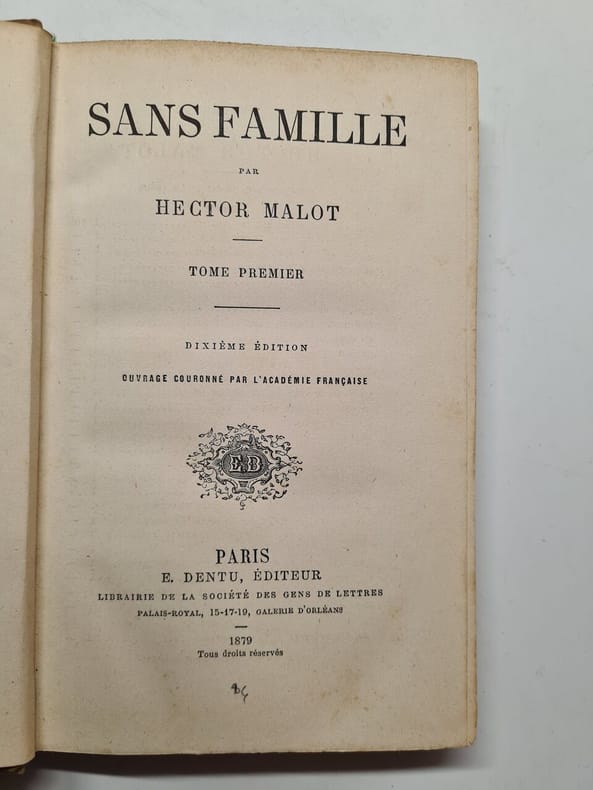 SANS FAMILLE
PAR
HECTOR MALOT
TOME PREMIER
DIXIÈME ÉDITION
OUVRAGE COURONNÉ PAR L'ACADÉMIE FRANÇAISE
PARIS
E. DENTU, ÉDITEUR
LIBRAIRIE DE LA SOCIÉTÉ DES GENS DE LETTRES
PALAIS-ROYAL, 15-17-19, GALERIE D'ORLÉANS
1879
Tous droits réservés